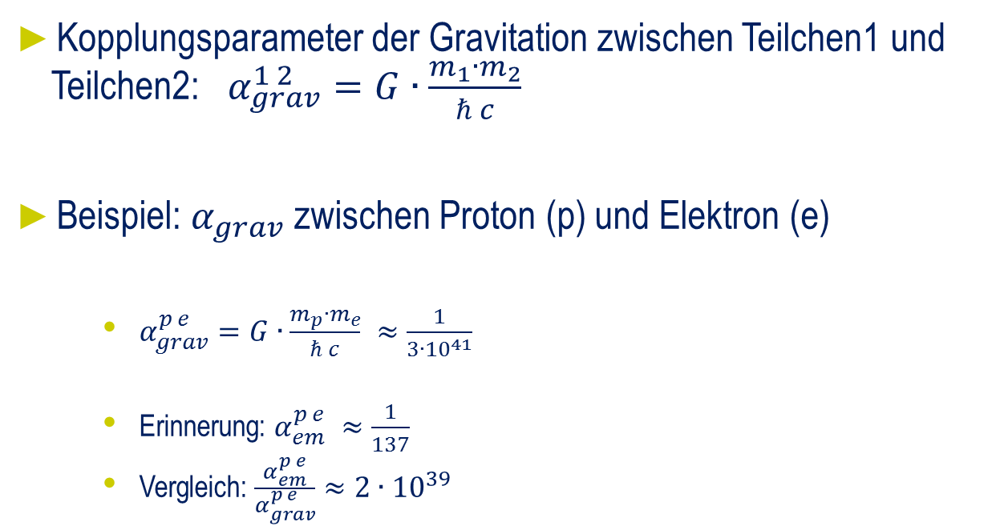 ► Kopplungsparameter der Gravitation zwischen Teilchen1 und
Teilchen2: $\alpha_{grav}^{1\,2} = G \cdot \frac{m_1 \cdot m_2}{\hbar\, c}$
► Beispiel: $\alpha_{grav}$ zwischen Proton (p) und Elektron (e)
• $\alpha_{grav}^{p\,e} = G \cdot \frac{m_p \cdot m_e}{\hbar\, c} \approx \frac{1}{3 \cdot 10^{41}}$
• Erinnerung: $\alpha_{em}^{p\,e} \approx \frac{1}{137}$
• Vergleich: $\frac{\alpha_{em}^{p\,e}}{\alpha_{grav}^{p\,e}} \approx 2 \cdot 10^{39}$